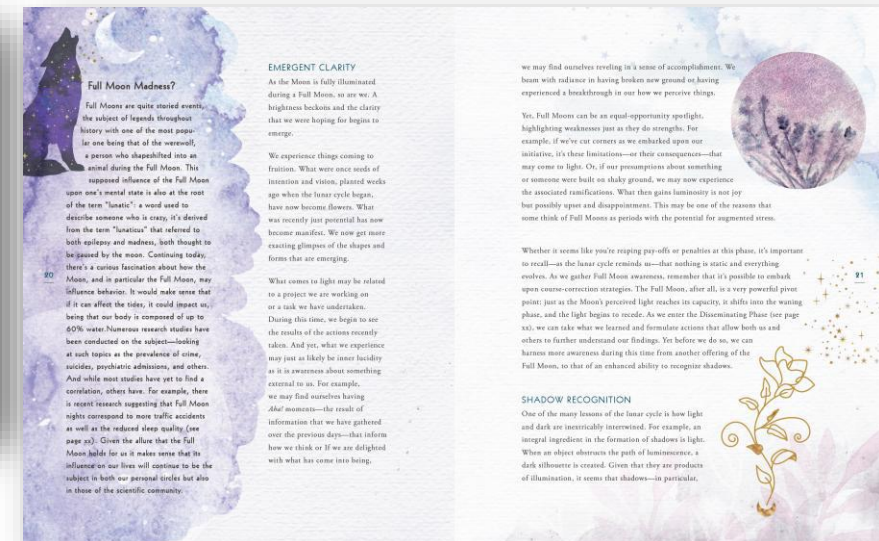 Full Moon Madness?
Full Moons are quite storied events,
the subject of legends throughout
history with one of the most popu-
lar one being that of the werewolf,
a person who shapeshifted into an
animal during the Full Moon. This
supposed influence of the Full Moon
upon one's mental state is also at the root
of the term "lunatic": a word used to
describe someone who is crazy, it's derived
from the term "lunaticus" that referred to
both epilepsy and madness, both thought to
be caused by the moon. Continuing today,
there's a curious fascination about how the
Moon, and in particular the Full Moon, may
influence behavior. It would make sense that
if it can affect the tides, it could impact us,
being that our body is composed of up to
60% water.Numerous research studies have
been conducted on the subject—looking
at such topics as the prevalence of crime,
suicides, psychiatric admissions, and others.
And while most studies have yet to find a
correlation, others have. For example, there
is recent research suggesting that Full Moon
nights correspond to more traffic accidents
as well as the reduced sleep quality (see
page xx). Given the allure that the Full
Moon holds for us it makes sense that its
influence on our lives will continue to be the
subject in both our personal circles but also
in those of the scientific community.
20
EMERGENT CLARITY
As the Moon is fully illuminated
during a Full Moon, so are we. A
brightness beckons and the clarity
that we were hoping for begins to
emerge.
We experience things coming to
fruition. What were once seeds of
intention and vision, planted weeks
ago when the lunar cycle began,
have now become flowers. What
was recently just potential has now
become manifest. We now get more
exacting glimpses of the shapes and
forms that are emerging.
What comes to light may be related
to a project we are working on
or a task we have undertaken.
During this time, we begin to see
the results of the actions recently
taken. And yet, what we experience
may just as likely be inner lucidity
as it is awareness about something
external to us. For example,
we may find ourselves having
Aha! moments—the result of
information that we have gathered
over the previous days—that inform
how we think or If we are delighted
with what has come into being,
we may find ourselves reveling in a sense of accomplishment. We
beam with radiance in having broken new ground or having
experienced a breakthrough in our how we perceive things.
Yet, Full Moons can be an equal-opportunity spotlight,
highlighting weaknesses just as they do strengths. For
example, if we've cut corners as we embarked upon our
initiative, it's these limitations—or their consequences—that
may come to light. Or, if our presumptions about something
or someone were built on shaky ground, we may now experience
the associated ramifications. What then gains luminosity is not joy
but possibly upset and disappointment. This may be one of the reasons that
some think of Full Moons as periods with the potential for augmented stress.
Whether it seems like you're reaping pay-offs or penalties at this phase, it's important
to recall—as the lunar cycle reminds us—that nothing is static and everything
evolves. As we gather Full Moon awareness, remember that it's possible to embark
upon course-correction strategies. The Full Moon, after all, is a very powerful pivot
point; just as the Moon's perceived light reaches its capacity, it shifts into the waning
phase, and the light begins to recede. As we enter the Disseminating Phase (see page
xx), we can take what we learned and formulate actions that allow both us and
others to further understand our findings. Yet before we do so, we can
harness more awareness during this time from another offering of the
Full Moon, to that of an enhanced ability to recognize shadows.
SHADOW RECOGNITION
One of the many lessons of the lunar cycle is how light
and dark are inextricably intertwined. For example, an
integral ingredient in the formation of shadows is light.
When an object obstructs the path of luminescence, a
dark silhouette is created. Given that they are products
of illumination, it seems that shadows—in particular,
21